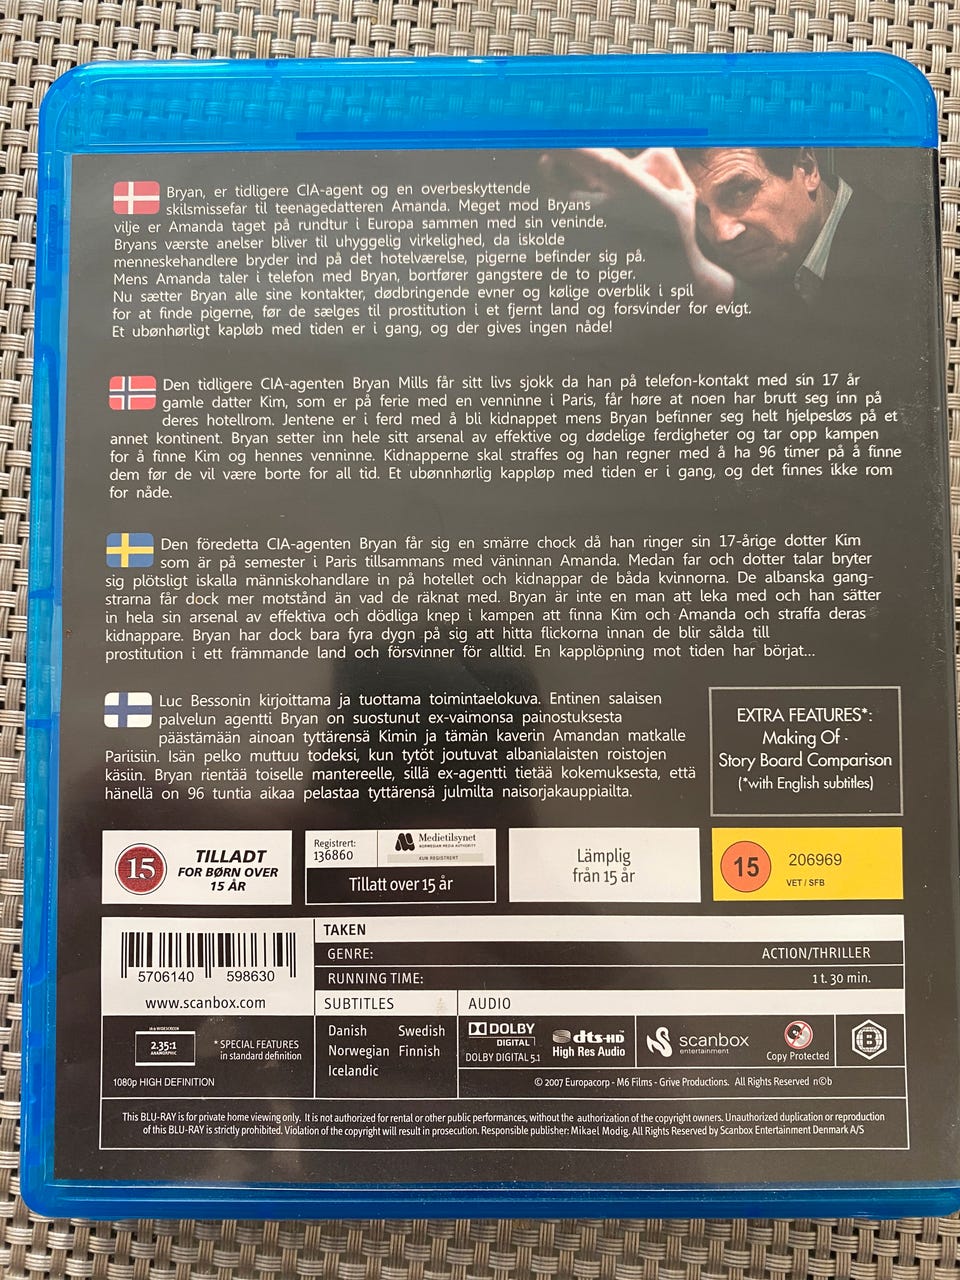 Bryan, er tidligere CIA-agent og en overbeskyttende
skilsmissefar til teenagedatteren Amanda. Meget mod Bryans
vilje er Amanda taget på rundtur i Europa sammen med sin veninde.
Bryans værste anelser bliver til uhyggelig virkelighed, da iskolde
menneskehandlere bryder ind på det hotelværelse, pigerne befinder sig på.
Mens Amanda taler i telefon med Bryan, bortfører gangstere de to piger.
Nu sætter Bryan alle sine kontakter, dødbringende evner og kølige overblik i spil
for at finde pigerne, før de sælges til prostitution i et fjernt land og forsvinder for evigt.
Et ubønhørligt kapløb med tiden er i gang, og der gives ingen nåde!
Den tidligere CIA-agenten Bryan Mills får sitt livs sjokk da han på telefon-kontakt med sin 17 år
gamle datter Kim, som er på ferie med en venninne i Paris, får høre at noen har brutt seg inn på
deres hotellrom. Jentene er i ferd med å bli kidnappet mens Bryan befinner seg helt hjelpesløs på et
annet kontinent. Bryan setter inn hele sitt arsenal av effektive og dødelige ferdigheter og tar opp kampen
for å finne Kim og hennes venninne. Kidnapperne skal straffes og han regner med å ha 96 timer på å finne
dem før de vil være borte for all tid. Et ubønnhørlig kappløp med tiden er i gang, og det finnes ikke rom
for nåde.
Den föredetta CIA-agenten Bryan får sig en smärre chock då han ringer sin 17-årige dotter Kim
som är på semester i Paris tillsammans med väninnan Amanda. Medan far och dotter talar bryter
sig plötsligt iskalla människohandlare in på hotellet och kidnappar de båda kvinnorna. De albanska gang-
strarna får dock mer motstånd än vad de räknat med. Bryan är inte en man att leka med och han sätter
in hela sin arsenal av effektiva och dödliga knep i kampen att finna Kim och Amanda och straffa deras
kidnappare. Bryan har dock bara fyra dygn på sig att hitta flickorna innan de blir sålda till
prostitution i ett främmande land och försvinner för alltid. En kapplöpning mot tiden har börjat...
Luc Bessonin kirjoittama ja tuottama toimintaelokuva. Entinen salaisen
palvelun agentti Bryan on suostunut ex-vaimonsa painostuksesta
päästämään ainoan tyttärensä Kimin ja tämän kaverin Amandan matkalle
Pariisiin. Isän pelko muttuu todeksi, kun tytöt joutuvat albanialaisten roistojen
käsiin. Bryan rientää toiselle mantereelle, sillä ex-agentti tietää kokemuksesta, että
hänellä on 96 tuntia aikaa pelastaa tyttärensä julmilta naisorjakauppiailta.
EXTRA FEATURES*:
Making Of -
Story Board Comparison
(*with English subtitles)
15
TILLADT
FOR BØRN OVER
15 ÅR
Registrert:
136860
Medietilsynet
NORWEGIAN MEDIA AUTHORITY
KUN REGISTRERT
Tillatt over 15 år
Lämplig
från 15 år
15
206969
VET / SFB
5706140 598630
www.scanbox.com
TAKEN
GENRE: ACTION/THRILLER
RUNNING TIME: 1 t. 30 min.
SUBTITLES
Danish Swedish
Norwegian Finnish
Icelandic
AUDIO
DOLBY
DIGITAL
DOLBY DIGITAL 5.1
dts-HD
High Res Audio
scanbox
entertainment
Copy Protected
B
16:9 WIDESCREEN
2.35:1
ANAMORPHIC
* SPECIAL FEATURES
in standard definition
1080p HIGH DEFINITION
© 2007 Europacorp - M6 Films - Grive Productions. All Rights Reserved n©b
This BLU-RAY is for private home viewing only. It is not authorized for rental or other public performances, without the authorization of the copyright owners. Unauthorized duplication or reproduction
of this BLU-RAY is strictly prohibited. Violation of the copyright will result in prosecution. Responsible publisher: Mikael Modig. All Rights Reserved by Scanbox Entertainment Denmark A/S